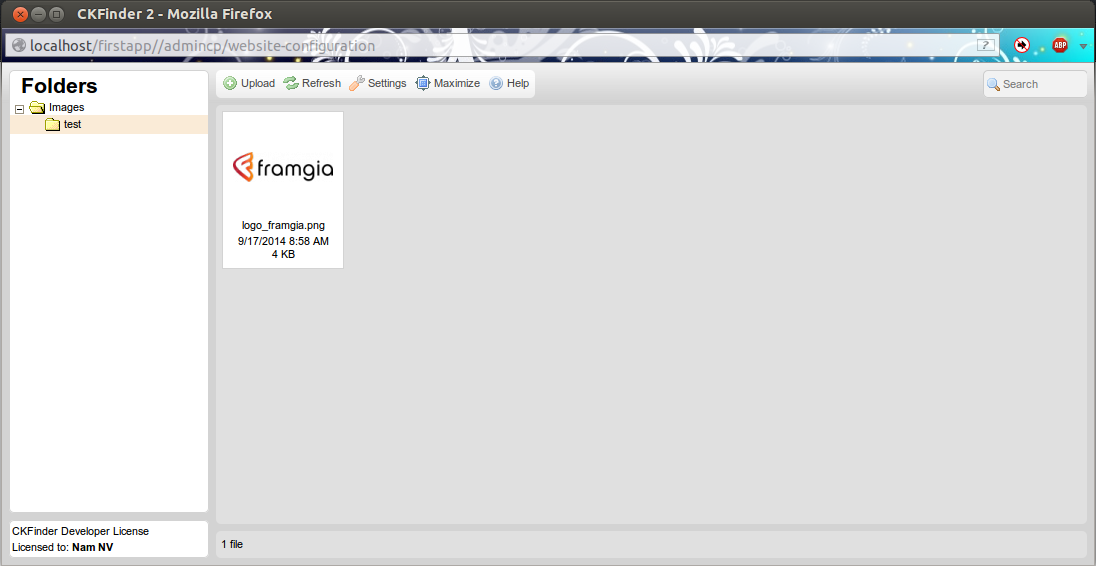 CKFinder 2 - Mozilla Firefox
localhost/firstapp//admincp/website-configuration
ABP
Folders
Images
test
Upload Refresh Settings Maximize Help
Search
framgia
logo_framgia.png
9/17/2014 8:58 AM
4 KB
CKFinder Developer License
Licensed to: Nam NV
1 file